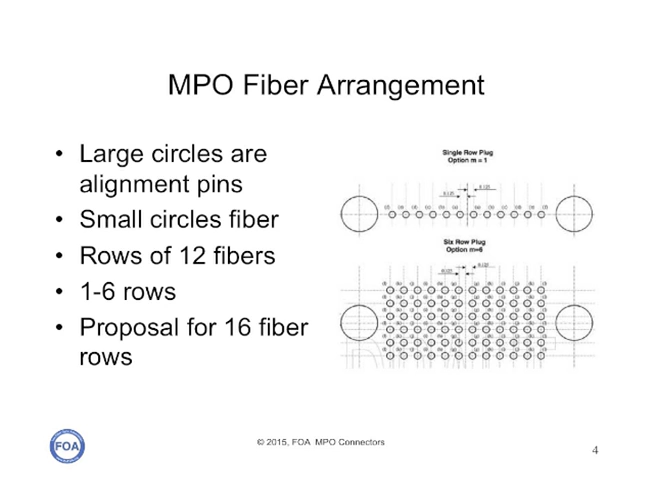 MPO Fiber Arrangement
• Large circles are
alignment pins
• Small circles fiber
• Rows of 12 fibers
• 1-6 rows
• Proposal for 16 fiber
rows
Single Row Plug
Option m = 1
Six Row Plug
Option m=6
FOA
© 2015, FOA MPO Connectors
4